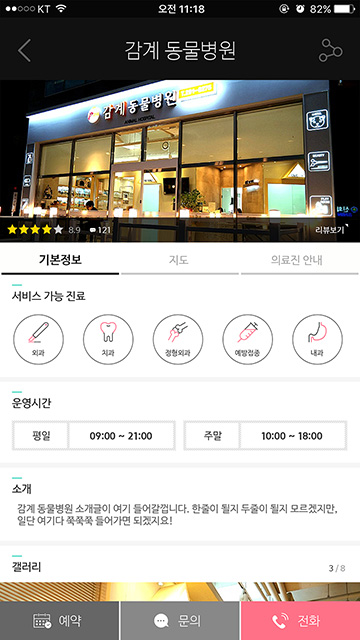 KT 오전 11:18 82%
감계 동물병원
감계 동물병원
ANIMAL HOSPITAL
8.9 121 리뷰보기
기본정보 지도 의료진 안내
서비스 가능 진료
외과 치과 정형외과 예방접종 내과
운영시간
평일 09:00 ~ 21:00 주말 10:00 ~ 18:00
소개
감계 동물병원 소개글이 여기 들어갈껍니다. 한줄이 될지 두줄이 될지 모르겠지만,
일단 여기다 쭉쭉쭉 들어가면 되겠지요!
갤러리 3 / 8
예약 문의 전화